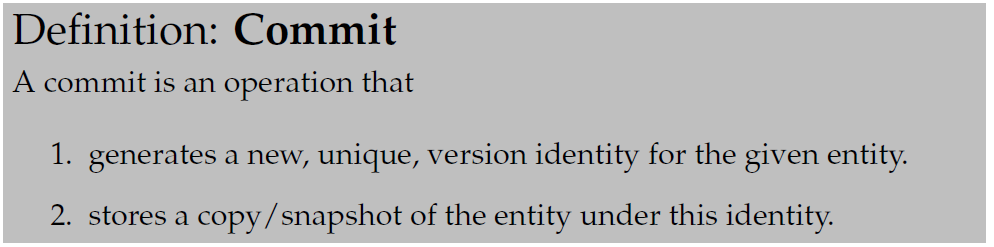 Definition: Commit
A commit is an operation that
1. generates a new, unique, version identity for the given entity.
2. stores a copy/snapshot of the entity under this identity.